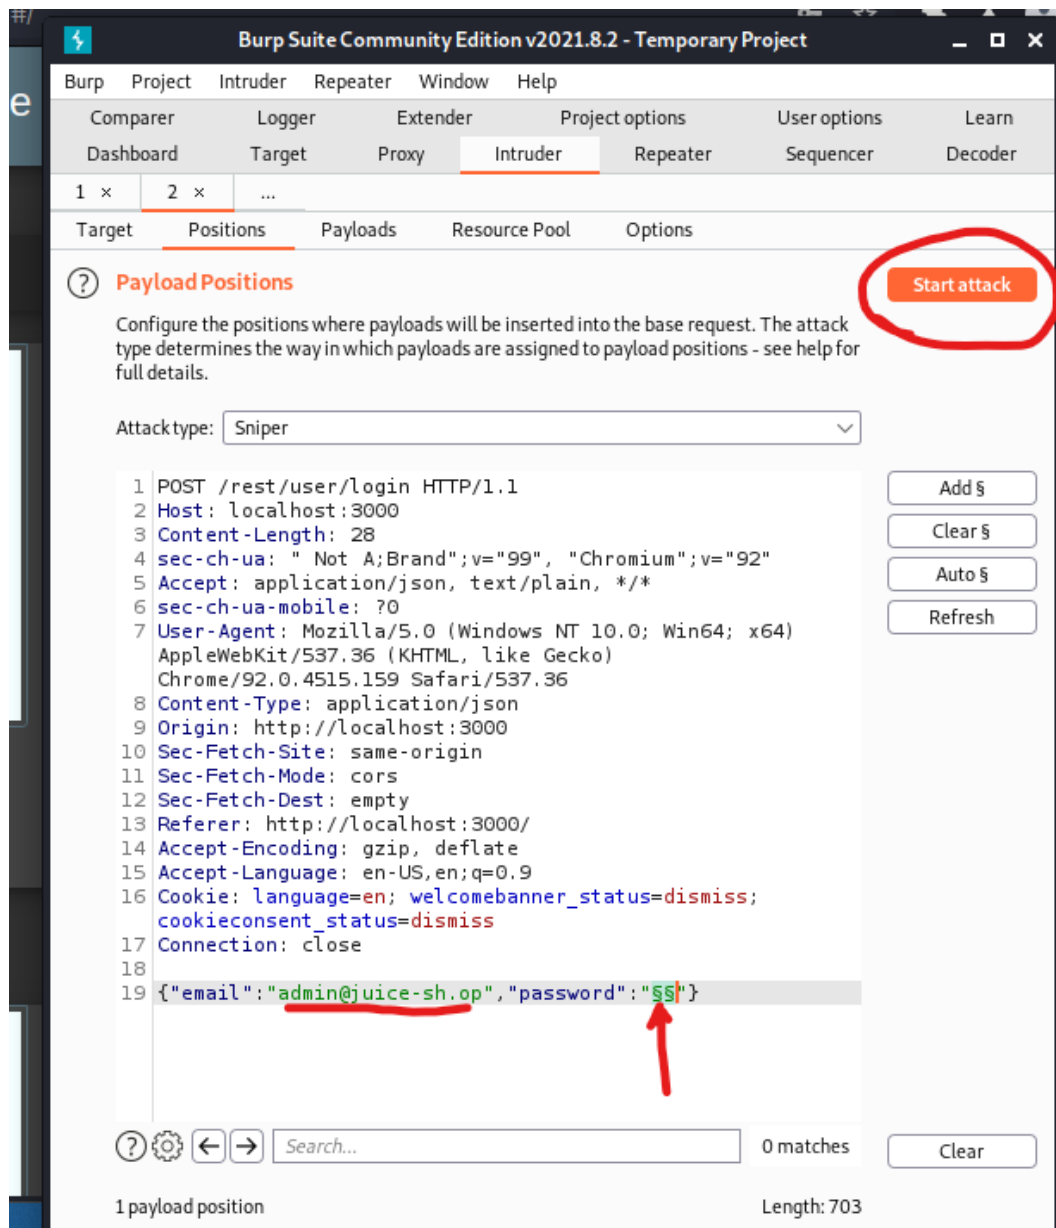 #/
e
Burp Suite Community Edition v2021.8.2 - Temporary Project
Burp Project Intruder Repeater Window Help
Comparer Logger Extender Project options User options Learn
Dashboard Target Proxy Intruder Repeater Sequencer Decoder
1 × 2 × ...
Target Positions Payloads Resource Pool Options
? Payload Positions Start attack
Configure the positions where payloads will be inserted into the base request. The attack
type determines the way in which payloads are assigned to payload positions - see help for
full details.
Attack type: Sniper
1 POST /rest/user/login HTTP/1.1
2 Host: localhost:3000
3 Content-Length: 28
4 sec-ch-ua: " Not A;Brand";v="99", "Chromium";v="92"
5 Accept: application/json, text/plain, */*
6 sec-ch-ua-mobile: ?0
7 User-Agent: Mozilla/5.0 (Windows NT 10.0; Win64; x64)
AppleWebKit/537.36 (KHTML, like Gecko)
Chrome/92.0.4515.159 Safari/537.36
8 Content-Type: application/json
9 Origin: http://localhost:3000
10 Sec-Fetch-Site: same-origin
11 Sec-Fetch-Mode: cors
12 Sec-Fetch-Dest: empty
13 Referer: http://localhost:3000/
14 Accept-Encoding: gzip, deflate
15 Accept-Language: en-US,en;q=0.9
16 Cookie: language=en; welcomebanner_status=dismiss;
cookieconsent_status=dismiss
17 Connection: close
18
19 {"email":"admin@juice-sh.op","password":"§§"}
Add §
Clear §
Auto §
Refresh
? Search... 0 matches Clear
1 payload position Length: 703